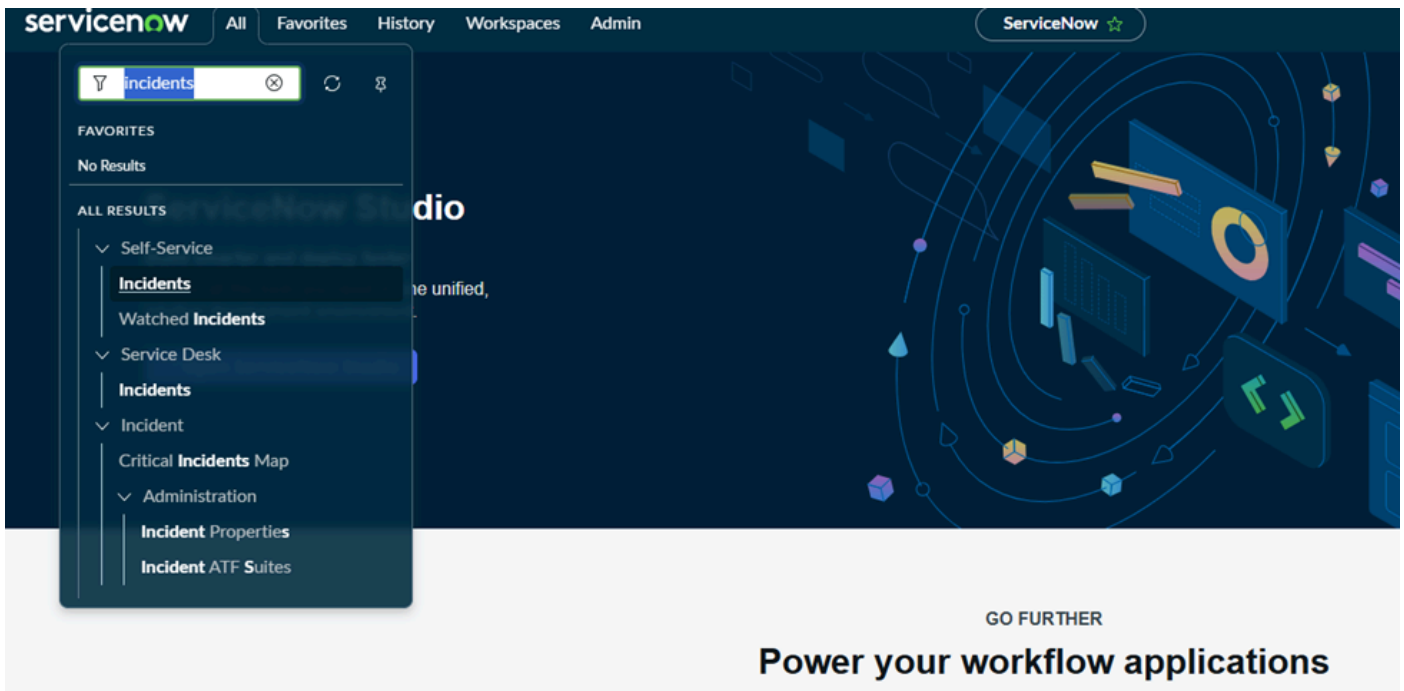 servicenow All Favorites History Workspaces Admin ServiceNow
incidents
FAVORITES
No Results
ALL RESULTS
ServiceNow Studio
Self-Service
Incidents
he unified,
Watched Incidents
Service Desk
Incidents
Incident
Critical Incidents Map
Administration
Incident Properties
Incident ATF Suites
GO FURTHER
Power your workflow applications